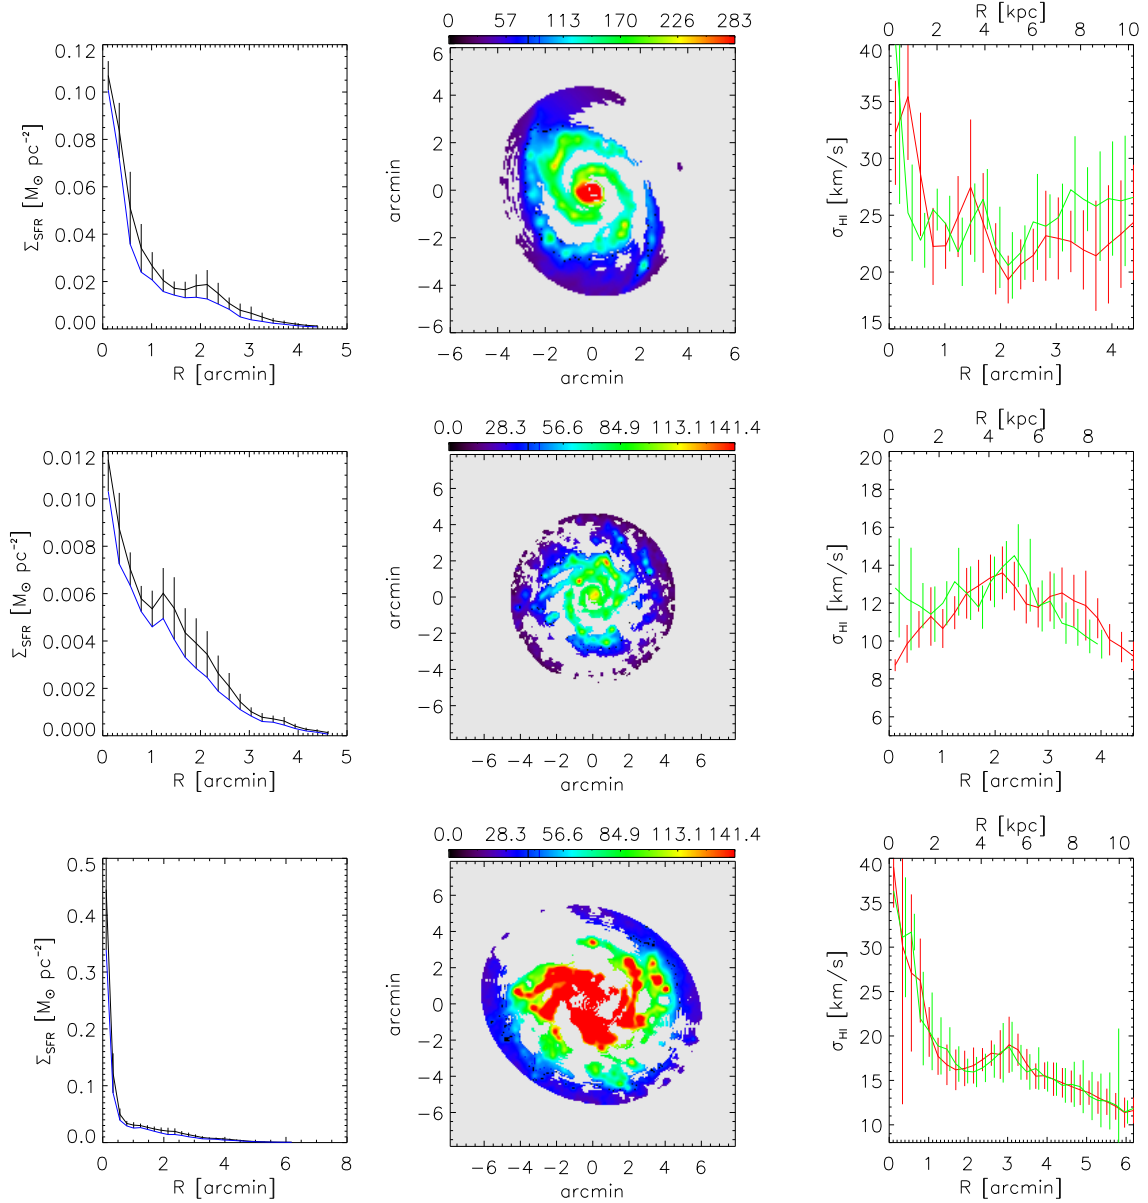 0 57 113 170 226 283
R [kpc]
0 2 4 6 8 10
0.12
0.10
0.08
0.06
0.04
0.02
0.00
Σ_SFR [M⊙ pc⁻²]
0 1 2 3 4 5
R [arcmin]
6
4
2
0
−2
−4
−6
arcmin
−6 −4 −2 0 2 4 6
arcmin
40
35
30
25
20
15
σ_HI [km/s]
0 1 2 3 4
R [arcmin]
0.0 28.3 56.6 84.9 113.1 141.4
R [kpc]
0 2 4 6 8
0.012
0.010
0.008
0.006
0.004
0.002
0.000
Σ_SFR [M⊙ pc⁻²]
0 1 2 3 4 5
R [arcmin]
6
4
2
0
−2
−4
−6
arcmin
−6 −4 −2 0 2 4 6
arcmin
20
18
16
14
12
10
8
6
σ_HI [km/s]
0 1 2 3 4
R [arcmin]
0.0 28.3 56.6 84.9 113.1 141.4
R [kpc]
0 2 4 6 8 10
0.5
0.4
0.3
0.2
0.1
0.0
Σ_SFR [M⊙ pc⁻²]
0 2 4 6 8
R [arcmin]
6
4
2
0
−2
−4
−6
arcmin
−6 −4 −2 0 2 4 6
arcmin
40
35
30
25
20
15
10
σ_HI [km/s]
0 1 2 3 4 5 6
R [arcmin]